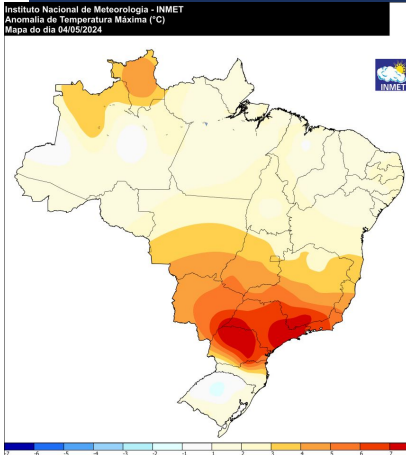 Instituto Nacional de Meteorologia - INMET
Anomalia de Temperatura Máxima (°C)
Mapa do dia 04/05/2024
INMET
-7 -6 -5 -4 -3 -2 -1 1 2 3 4 5 6 7